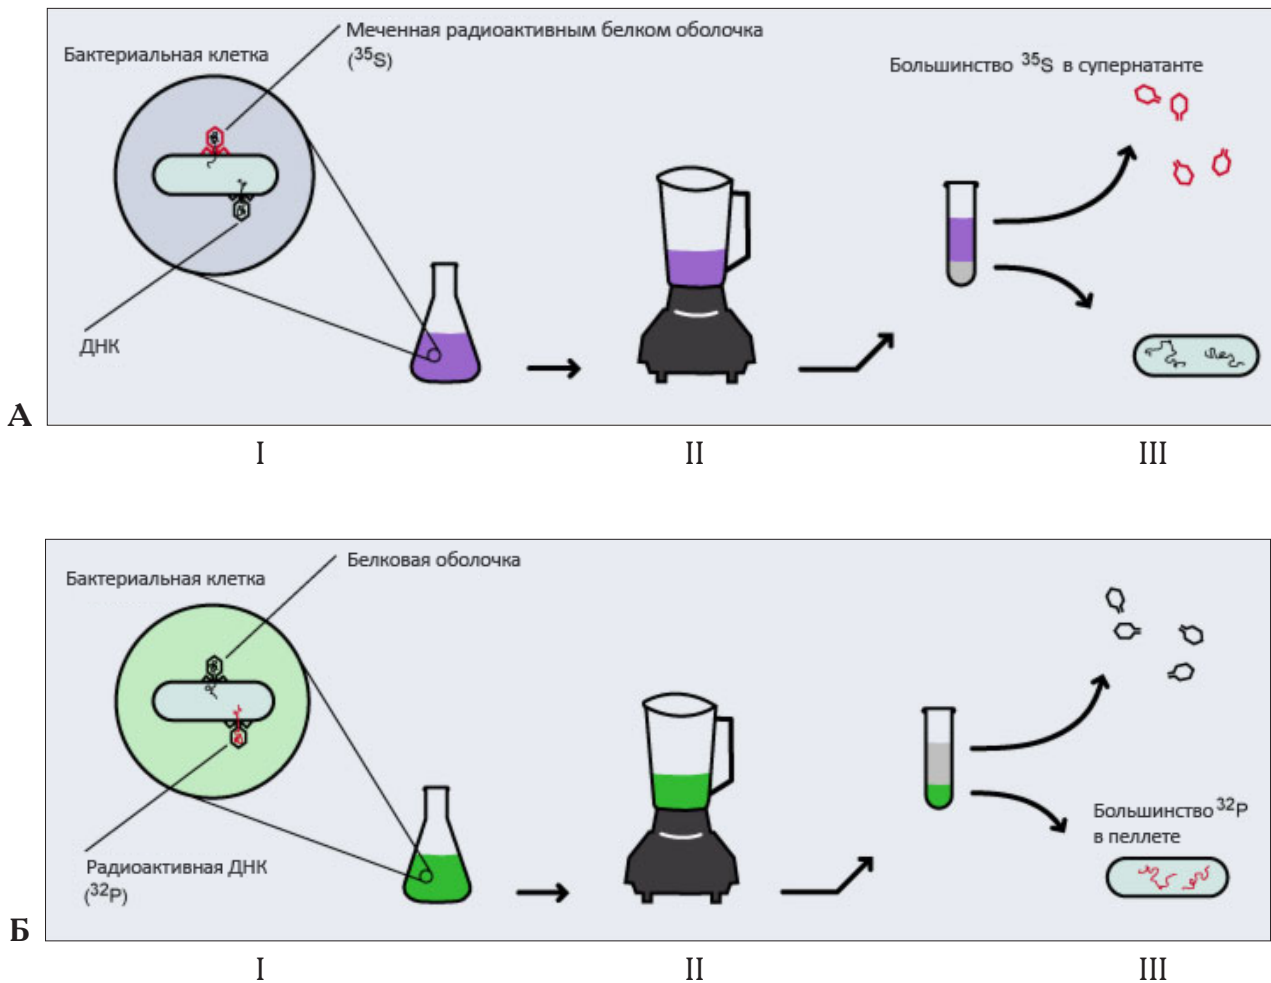 Меченная радиоактивным белком оболочка
(³⁵S)
Бактериальная клетка
Большинство ³⁵S в супернатанте
ДНК
А
I
II
III
Белковая оболочка
Бактериальная клетка
Большинство ³²P
в пеллете
Радиоактивная ДНК
(³²P)
Б
I
II
III